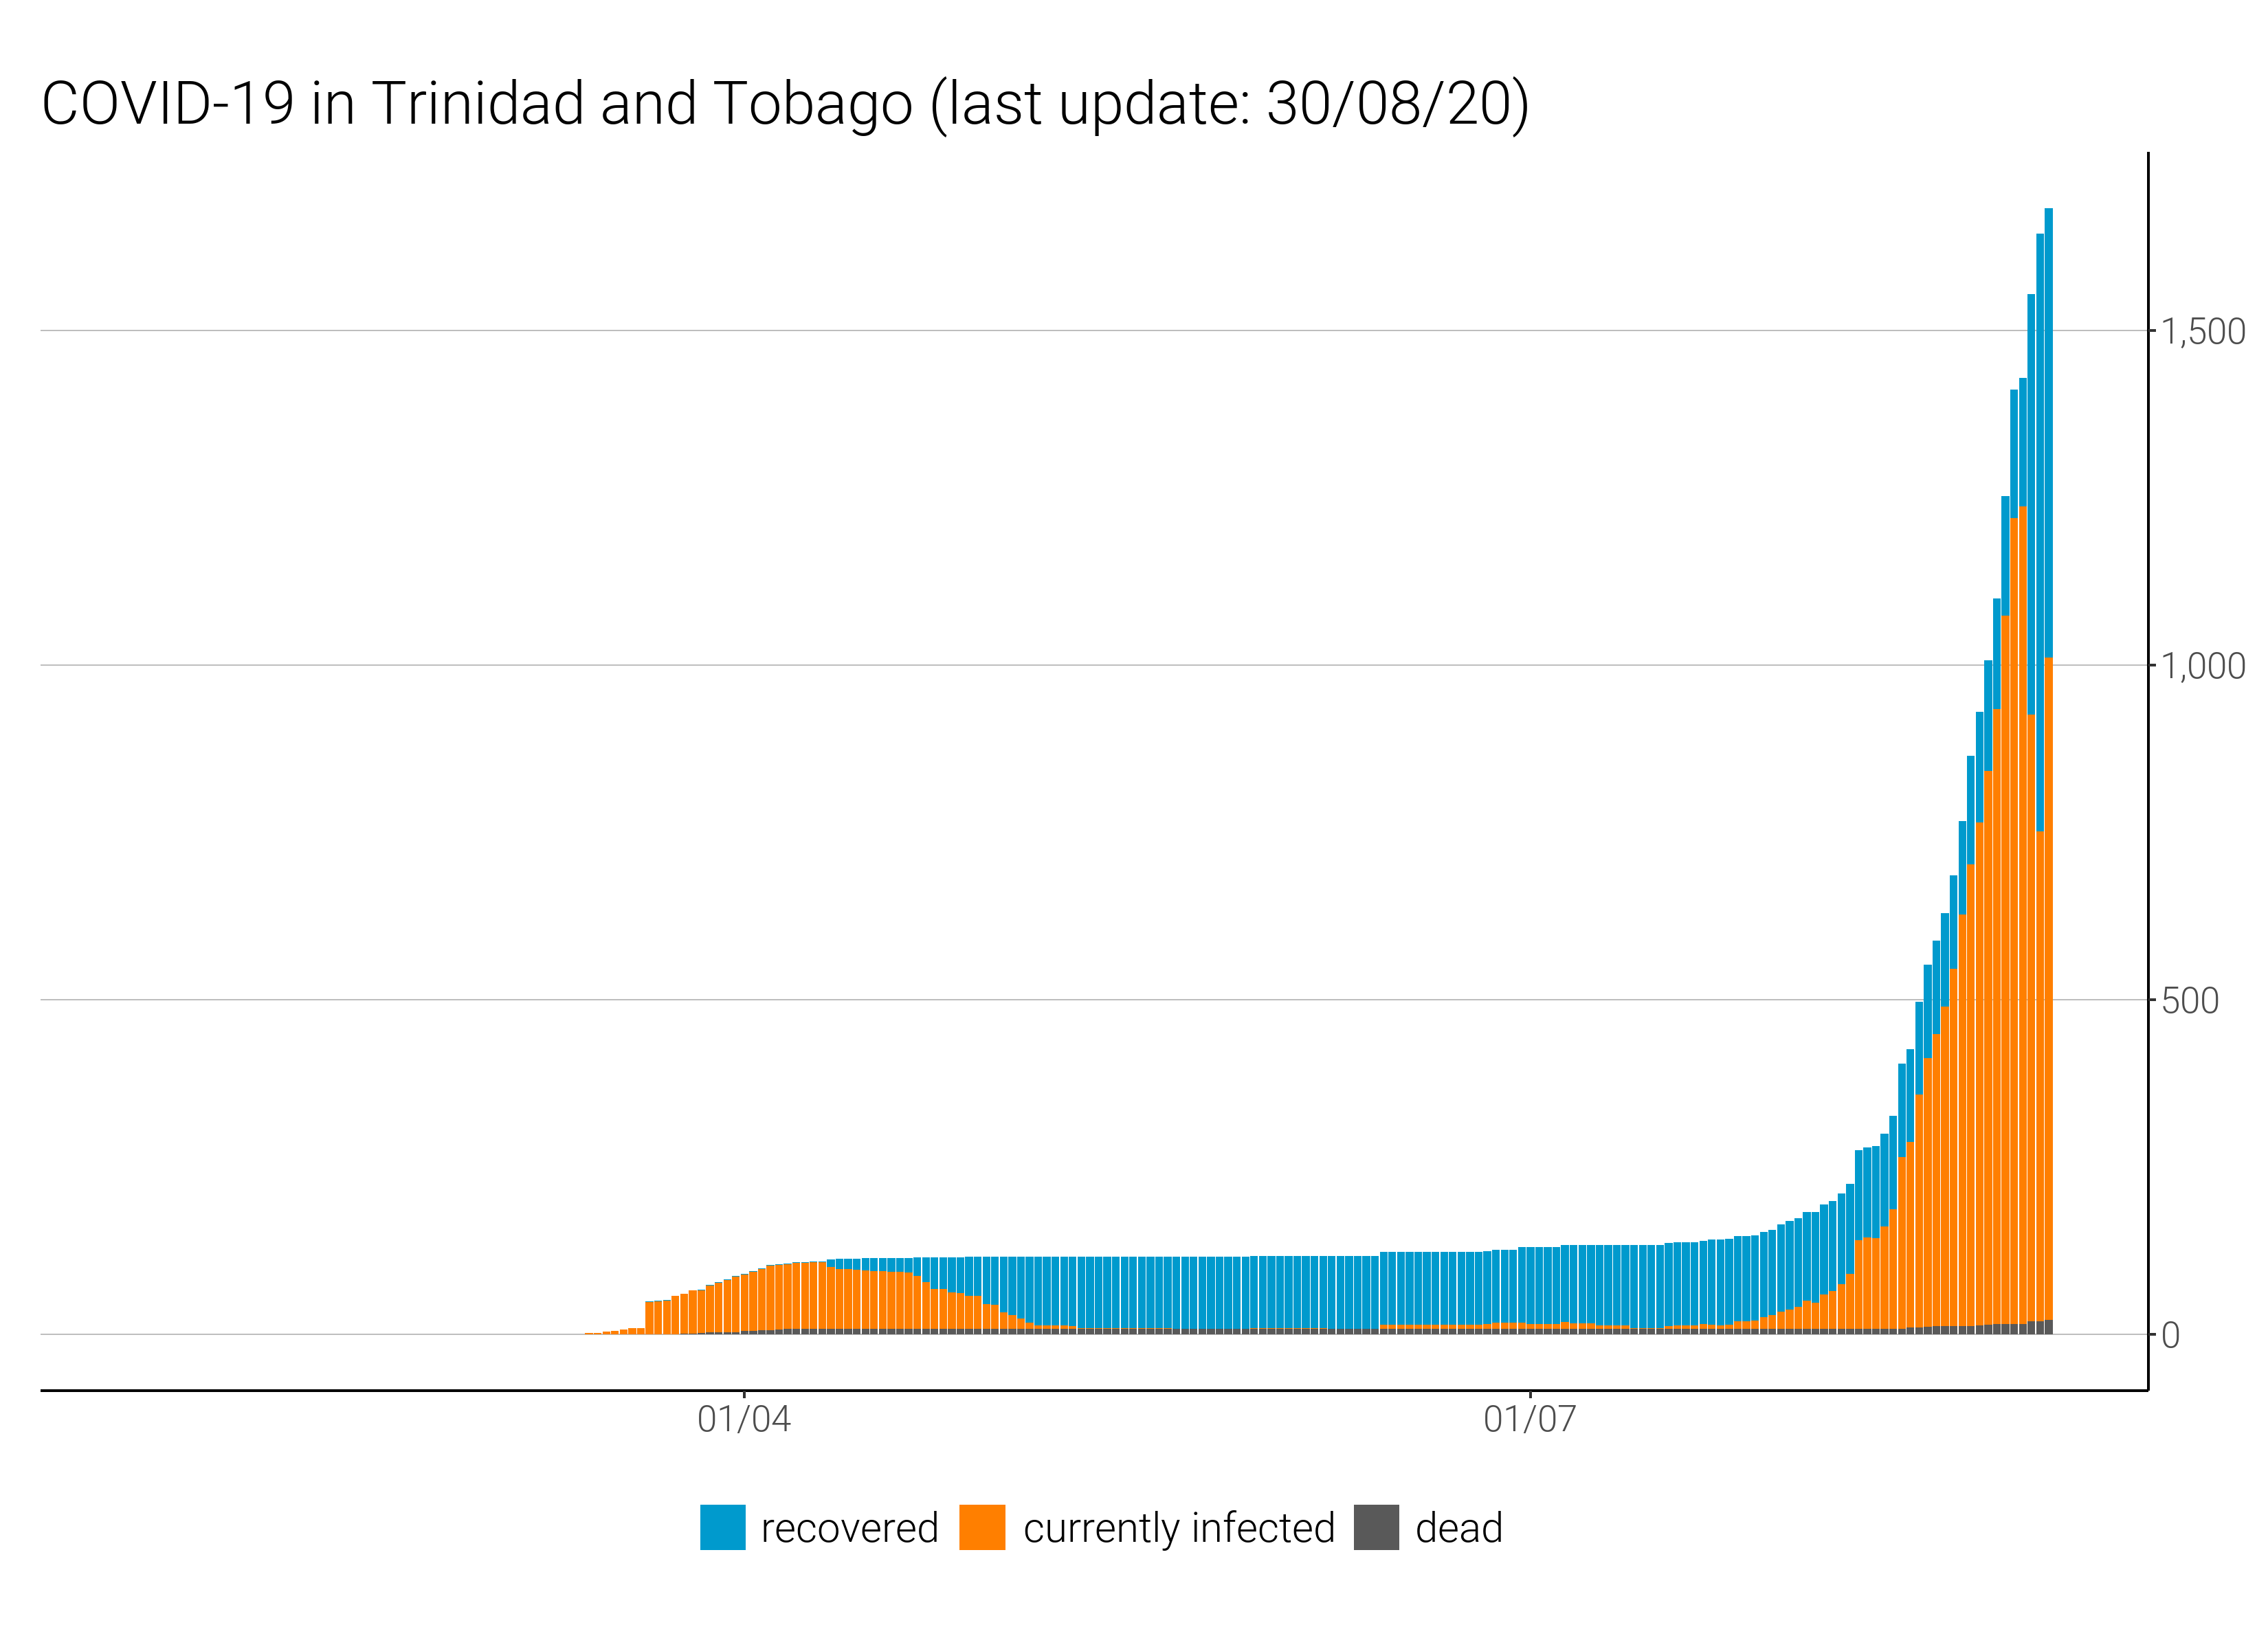 COVID-19 in Trinidad and Tobago (last update: 30/08/20)
1,500
1,000
500
0
01/04 01/07
recovered currently infected dead